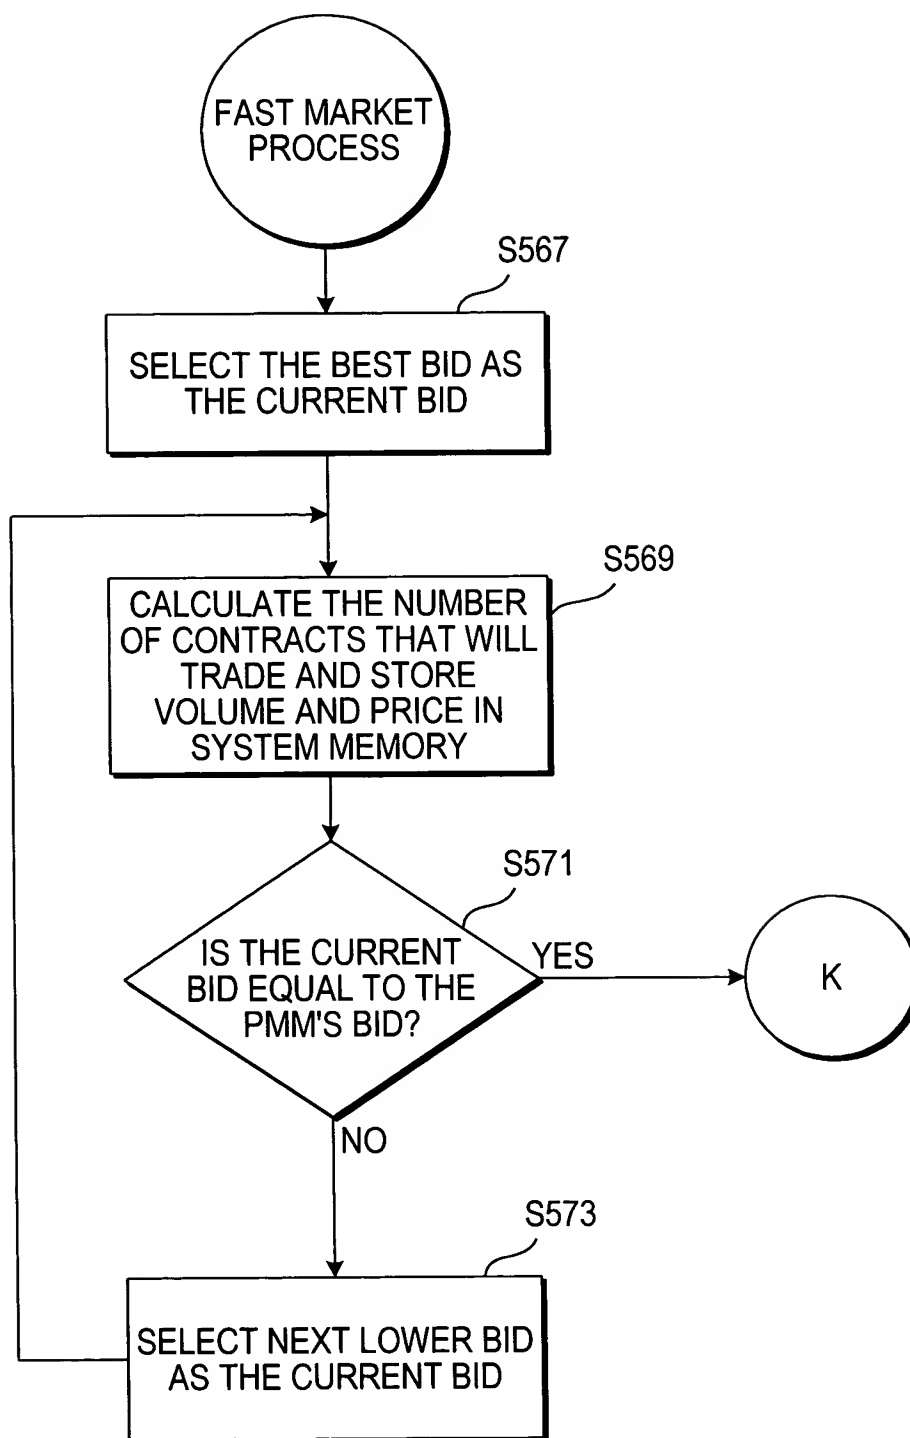 FAST MARKET
PROCESS
S567
SELECT THE BEST BID AS
THE CURRENT BID
S569
CALCULATE THE NUMBER
OF CONTRACTS THAT WILL
TRADE AND STORE
VOLUME AND PRICE IN
SYSTEM MEMORY
S571
IS THE CURRENT
BID EQUAL TO THE
PMM'S BID?
YES
K
NO
S573
SELECT NEXT LOWER BID
AS THE CURRENT BID